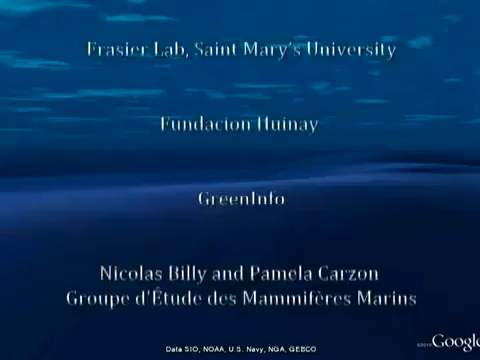 Frasier Lab, Saint Mary's University
Fundacion Huinay
GreenInfo
Nicolas Billy and Pamela Carzon
Groupe d'Étude des Mammifères Marins
Data SIO, NOAA, U.S. Navy, NGA, GEBCO
Google